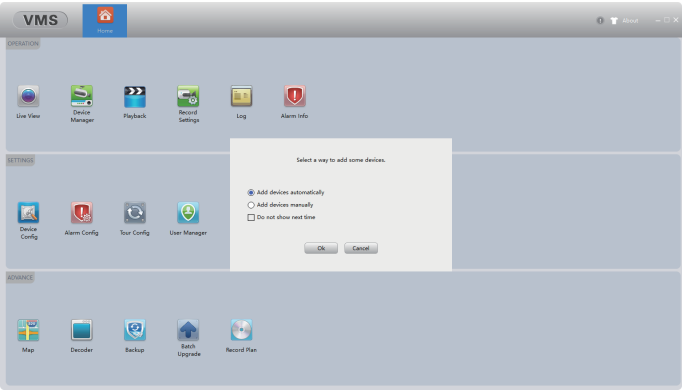 VMS
Home
About
OPERATION
Live View
Device
Manager
Playback
Record
Settings
Log
Alarm Info
Select a way to add some devices.
Add devices automatically
Add devices manually
Do not show next time
Ok
Cancel
SETTINGS
Device
Config
Alarm Config
Tour Config
User Manager
ADVANCE
Map
Decoder
Backup
Batch
Upgrade
Record Plan